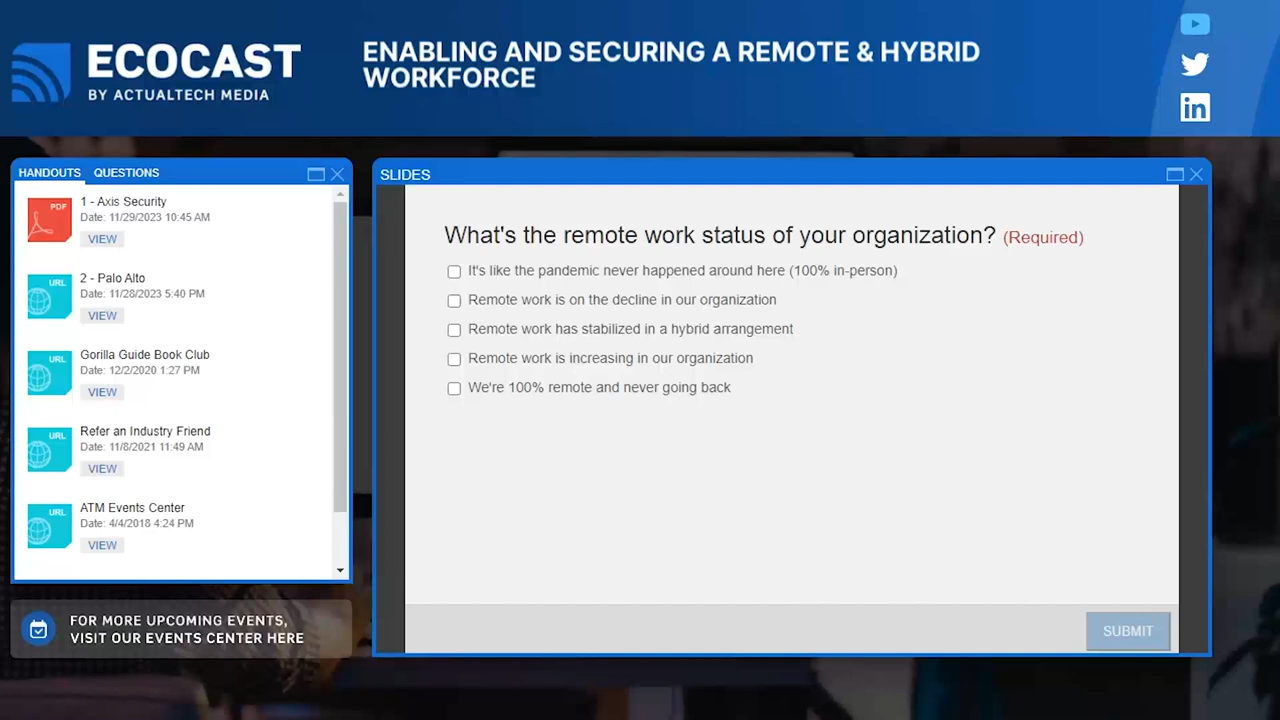 ECOCAST
BY ACTUALTECH MEDIA
ENABLING AND SECURING A REMOTE & HYBRID
WORKFORCE
in
HANDOUTS
QUESTIONS
PDF
1 - Axis Security
Date: 11/29/2023 10:45 AM
VIEW
URL
2 - Palo Alto
Date: 11/28/2023 5:40 PM
VIEW
URL
Gorilla Guide Book Club
Date: 12/2/2020 1:27 PM
VIEW
URL
Refer an Industry Friend
Date: 11/8/2021 11:49 AM
VIEW
URL
ATM Events Center
Date: 4/4/2018 4:24 PM
VIEW
FOR MORE UPCOMING EVENTS,
VISIT OUR EVENTS CENTER HERE
SLIDES
What's the remote work status of your organization? (Required)
It's like the pandemic never happened around here (100% in-person)
Remote work is on the decline in our organization
Remote work has stabilized in a hybrid arrangement
Remote work is increasing in our organization
We're 100% remote and never going back
SUBMIT